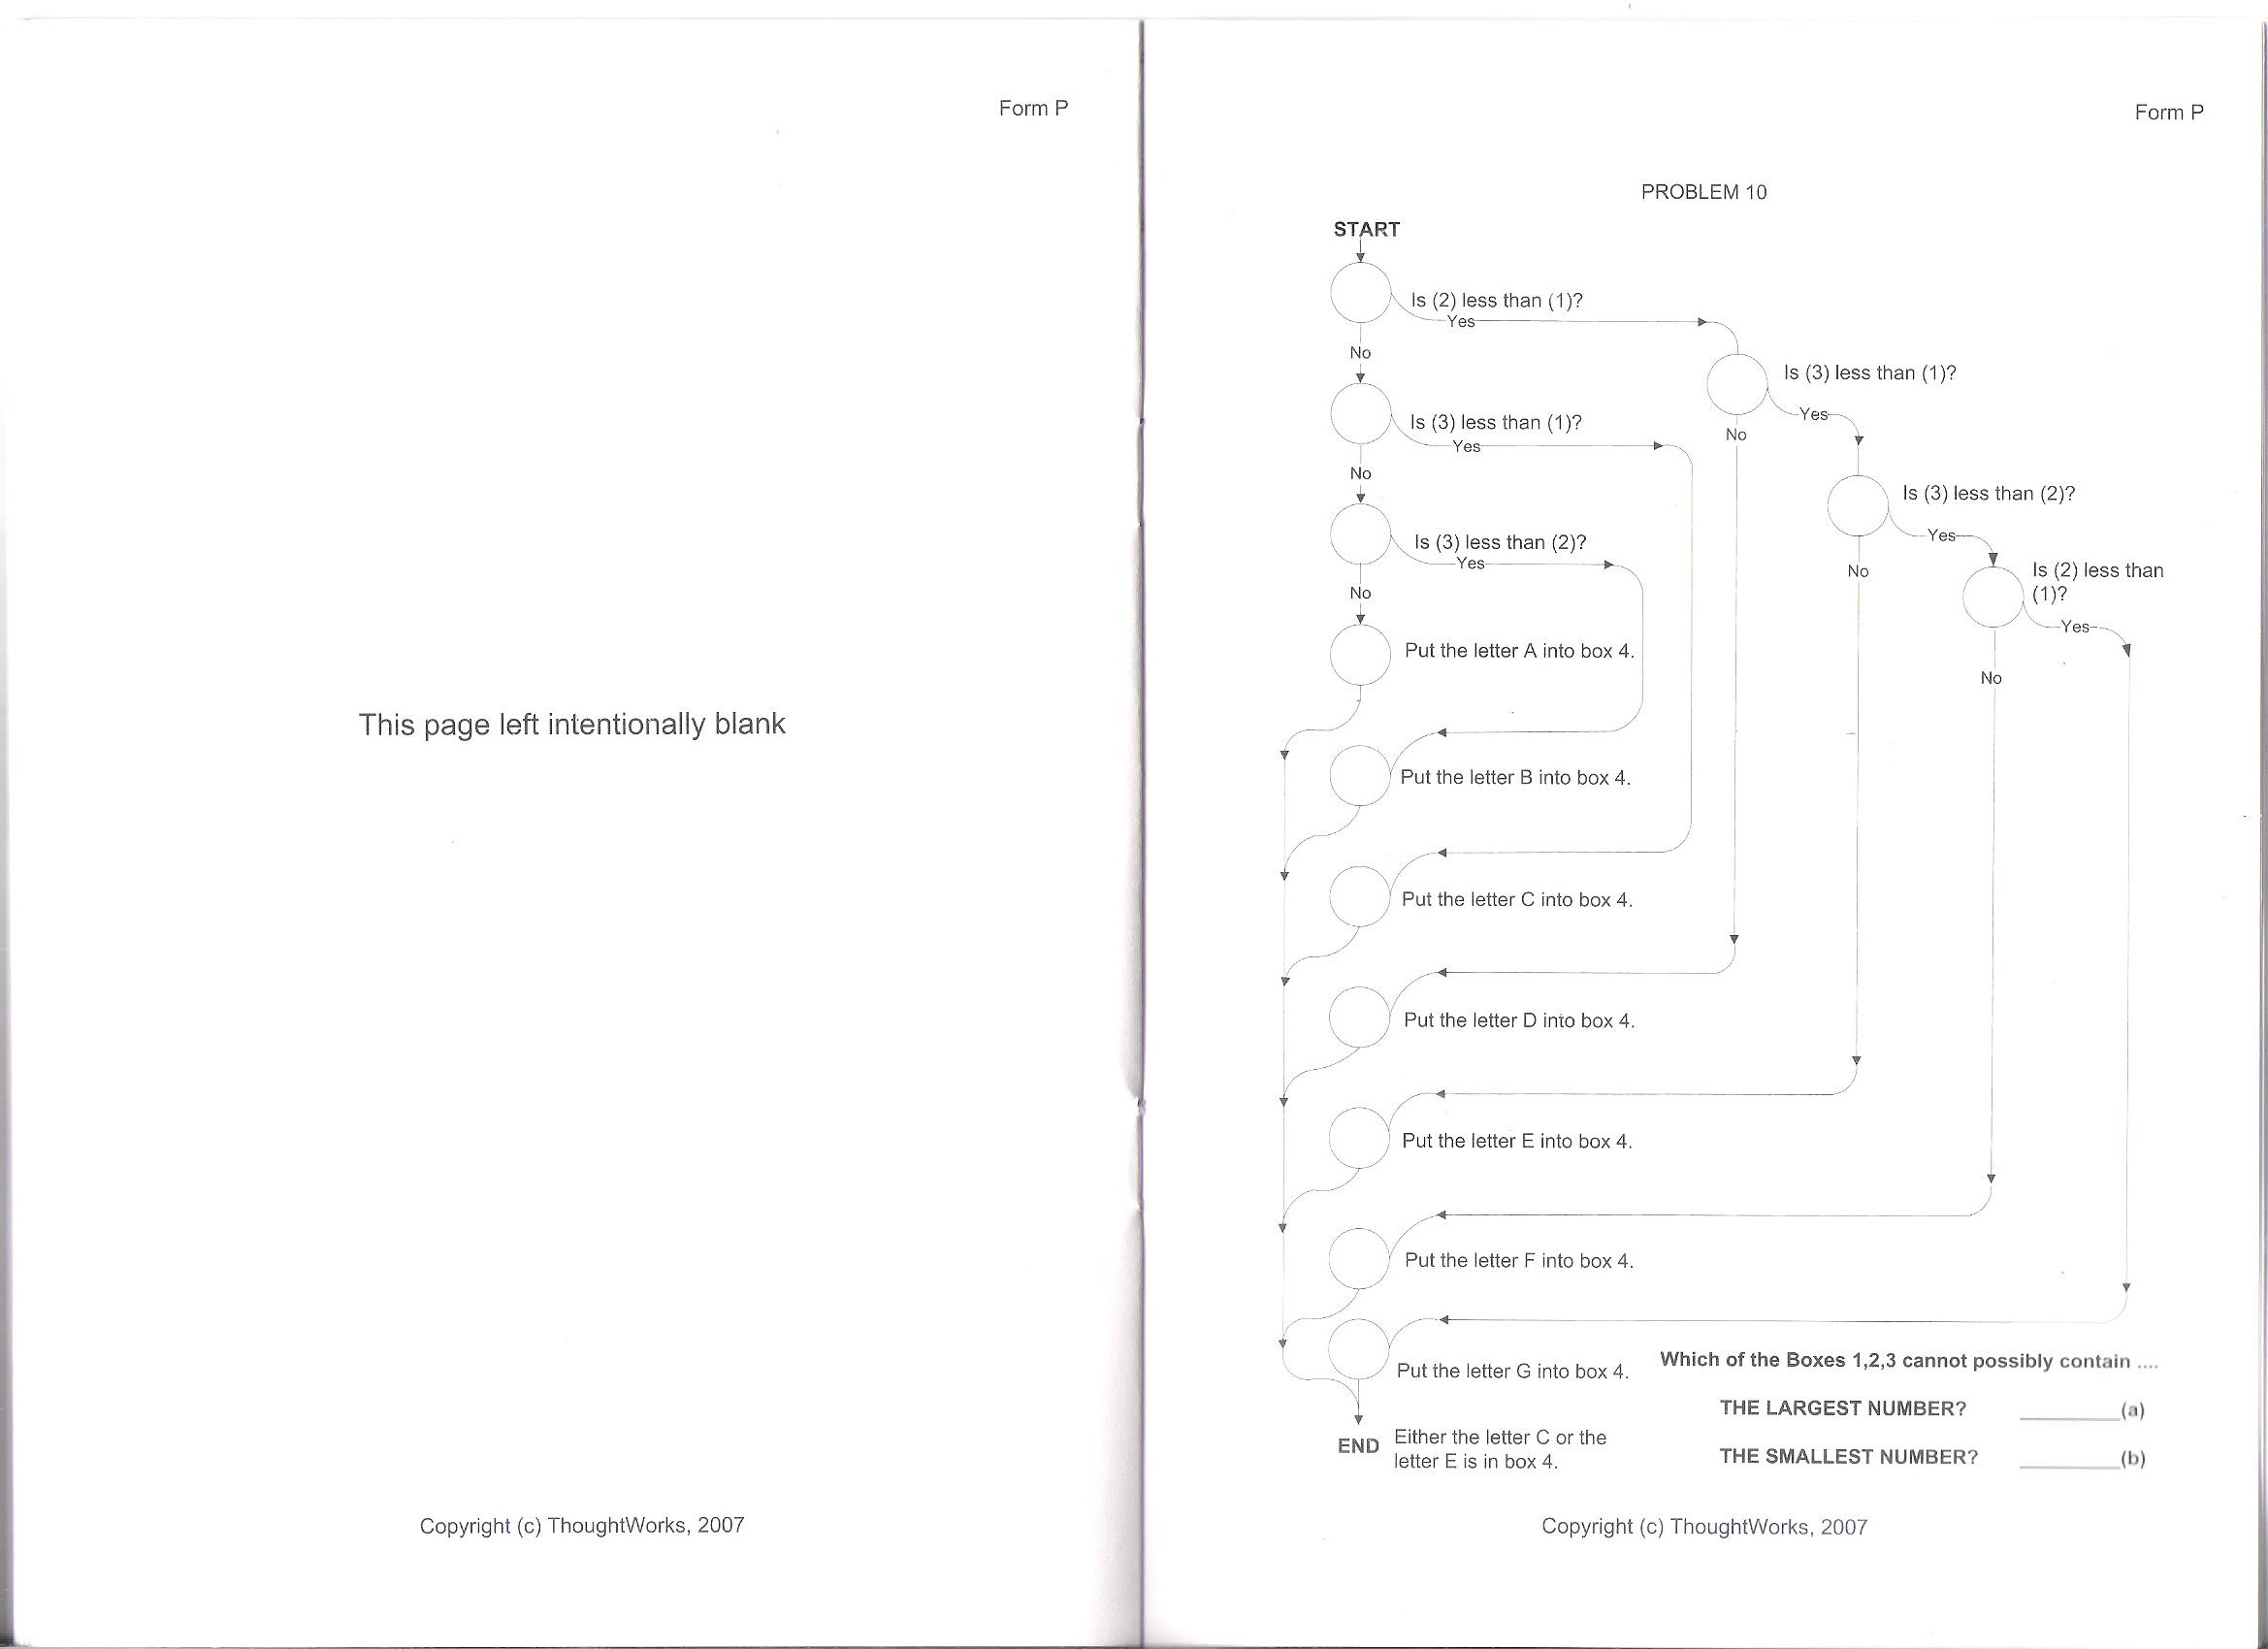 Form P
This page left intentionally blank
Copyright (c) ThoughtWorks, 2007
Form P
PROBLEM 10
START
Is (2) less than (1)?
Yes
No
Is (3) less than (1)?
Yes
No
Is (3) less than (1)?
Yes
No
Is (3) less than (2)?
Yes
No
Is (3) less than (2)?
Yes
No
Is (2) less than
(1)?
Yes
No
Put the letter A into box 4.
Put the letter B into box 4.
Put the letter C into box 4.
Put the letter D into box 4.
Put the letter E into box 4.
Put the letter F into box 4.
Put the letter G into box 4.
Which of the Boxes 1,2,3 cannot possibly contain ....
THE LARGEST NUMBER? ________(a)
THE SMALLEST NUMBER? ________(b)
END
Either the letter C or the
letter E is in box 4.
Copyright (c) ThoughtWorks, 2007